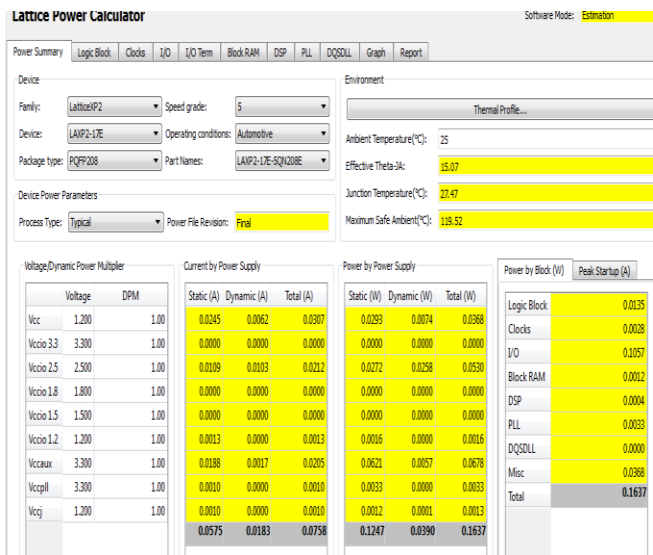 Lattice Power Calculator
Software Mode: Estimation
Power Summary Logic Block Clocks I/O I/O Term Block RAM DSP PLL DQSDLL Graph Report
Device
Family: LatticeXP2 Speed grade: 5
Device: LAXP2-17E Operating conditions: Automotive
Package type: PQFP208 Part Names: LAXP2-17E-5QN208E
Device Power Parameters
Process Type: Typical Power File Revision: Final
Environment
Thermal Profile...
Ambient Temperature(°C): 25
Effective Theta-JA: 15.07
Junction Temperature(°C): 27.47
Maximum Safe Ambient(°C): 119.52
Voltage/Dynamic Power Multiplier
Voltage DPM
Vcc 1.200 1.00
Vccio 3.3 3.300 1.00
Vccio 2.5 2.500 1.00
Vccio 1.8 1.800 1.00
Vccio 1.5 1.500 1.00
Vccio 1.2 1.200 1.00
Vccaux 3.300 1.00
Vccpll 3.300 1.00
Vccj 1.200 1.00
Current by Power Supply
Static (A) Dynamic (A) Total (A)
0.0245 0.0062 0.0307
0.0000 0.0000 0.0000
0.0109 0.0103 0.0212
0.0000 0.0000 0.0000
0.0000 0.0000 0.0000
0.0013 0.0000 0.0013
0.0188 0.0017 0.0205
0.0010 0.0000 0.0010
0.0010 0.0000 0.0010
0.0575 0.0183 0.0758
Power by Power Supply
Static (W) Dynamic (W) Total (W)
0.0293 0.0074 0.0368
0.0000 0.0000 0.0000
0.0272 0.0258 0.0530
0.0000 0.0000 0.0000
0.0000 0.0000 0.0000
0.0016 0.0000 0.0016
0.0621 0.0057 0.0678
0.0033 0.0000 0.0033
0.0012 0.0001 0.0013
0.1247 0.0390 0.1637
Power by Block (W) Peak Startup (A)
Logic Block 0.0135
Clocks 0.0028
I/O 0.1057
Block RAM 0.0012
DSP 0.0004
PLL 0.0033
DQSDLL 0.0000
Misc 0.0368
Total 0.1637